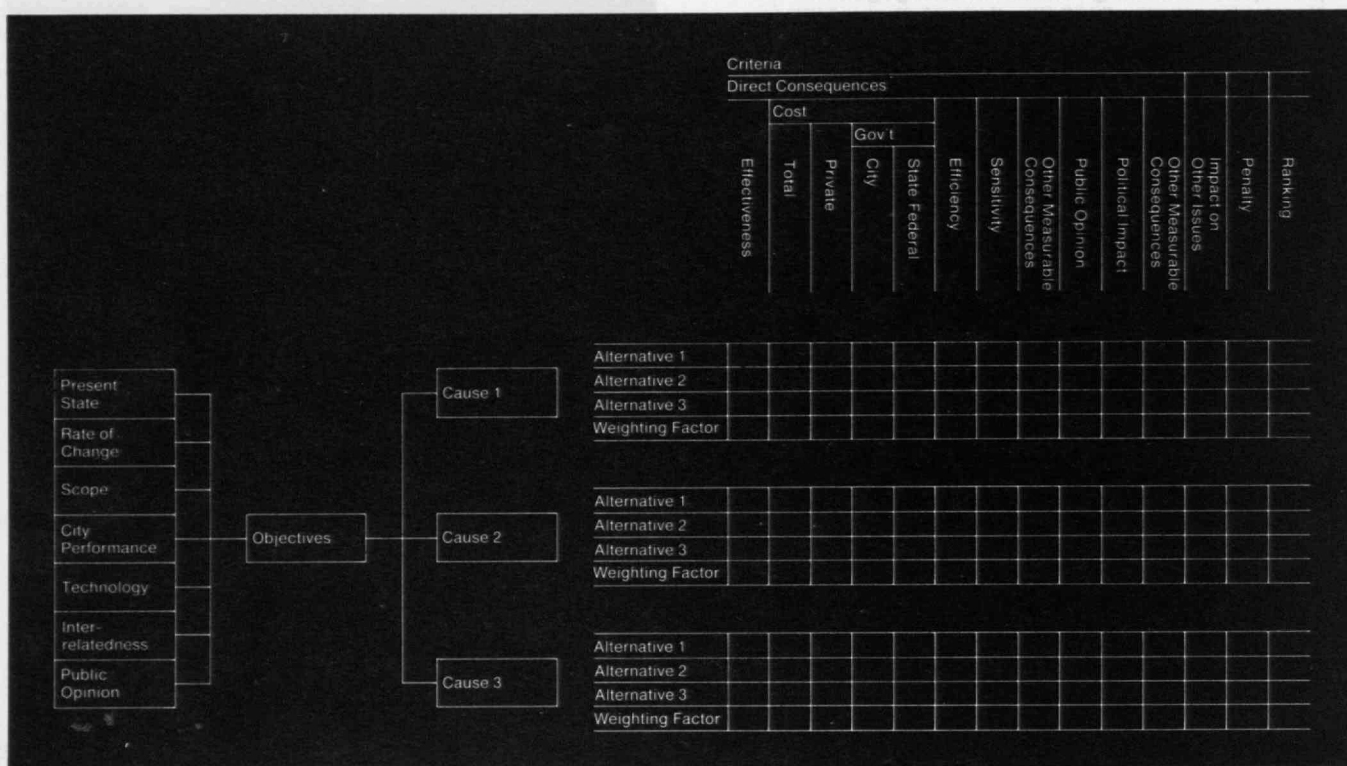 Criteria
Direct Consequences
Cost
Gov't
Effectiveness
Total
Private
City
State Federal
Efficiency
Sensitivity
Other Measurable
Consequences
Public Opinion
Political Impact
Other Measurable
Consequences
Impact on
Other Issues
Penalty
Ranking
Present
State
Rate of
Change
Scope
City
Performance
Technology
Inter-
relatedness
Public
Opinion
Objectives
Cause 1
Alternative 1
Alternative 2
Alternative 3
Weighting Factor
Cause 2
Alternative 1
Alternative 2
Alternative 3
Weighting Factor
Cause 3
Alternative 1
Alternative 2
Alternative 3
Weighting Factor